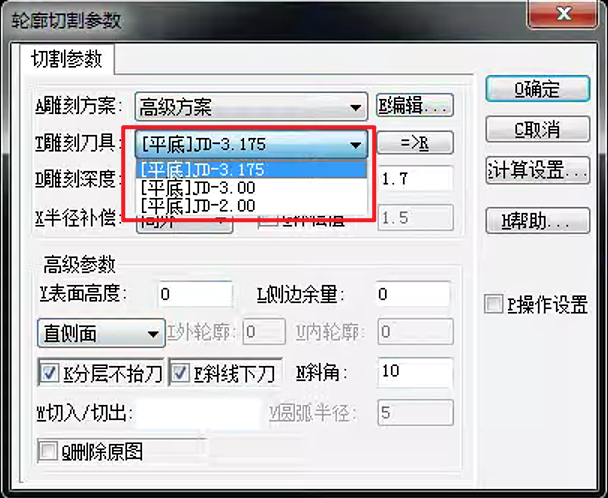 轮廓切割参数
切割参数
A雕刻方案: 高级方案 E编辑... O确定
T雕刻刀具: [平底]JD-3.175 =>R C取消
[平底]JD-3.175
D雕刻深度: [平底]JD-3.00 1.7 计算设置...
[平底]JD-2.00
X半径补偿: 向外 补偿值 1.5 H帮助...
高级参数
Y表面高度: 0 L侧边余量: 0 P操作设置
直侧面 I外轮廓: 0 U内轮廓: 0
K分层不抬刀 F斜线下刀 N斜角: 10
W切入/切出: V圆弧半径: 5
Q删除原图